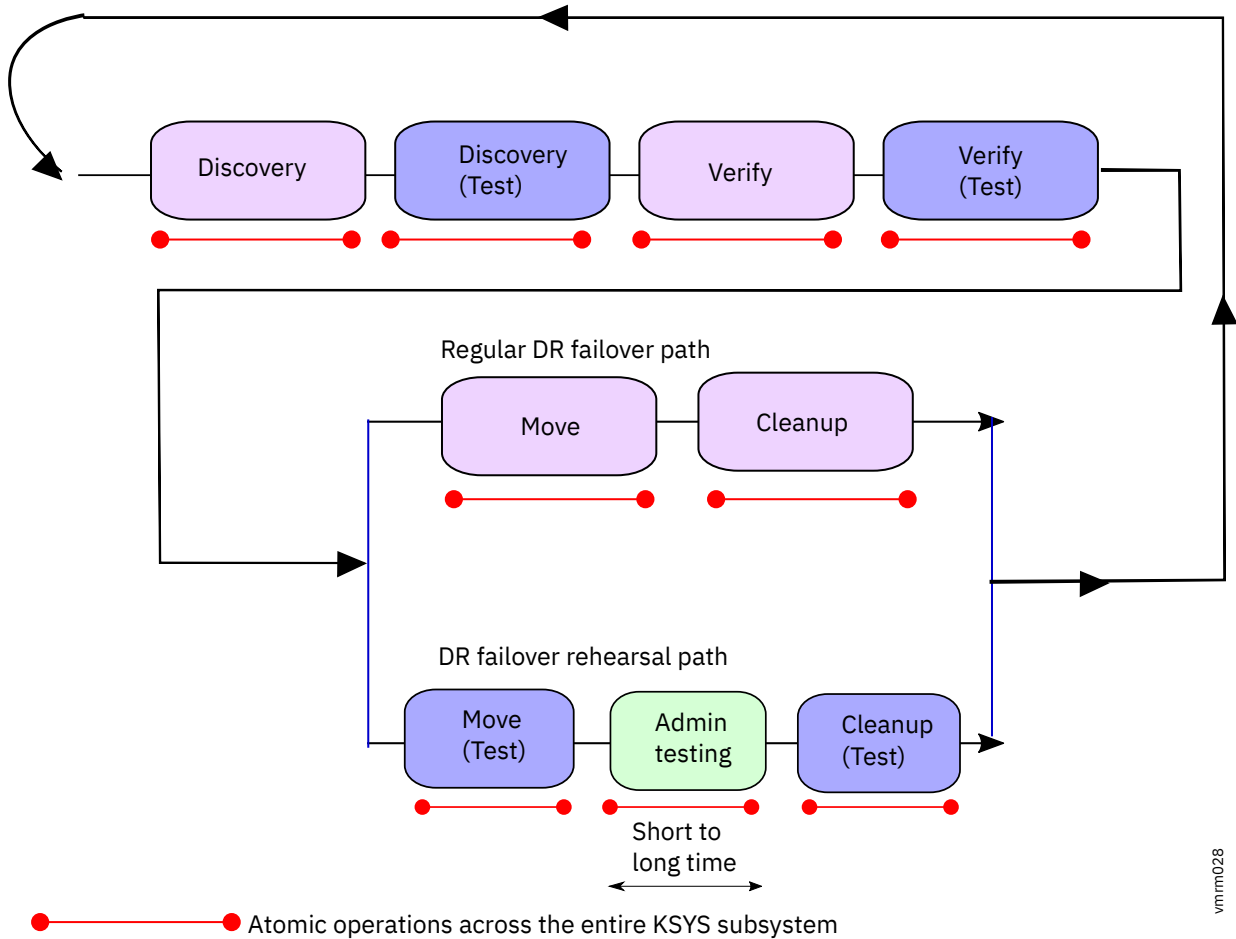 Discovery
Discovery
(Test)
Verify
Verify
(Test)
Regular DR failover path
Move
Cleanup
DR failover rehearsal path
Move
(Test)
Admin
testing
Cleanup
(Test)
Short to
long time
Atomic operations across the entire KSYS subsystem
vmrm028